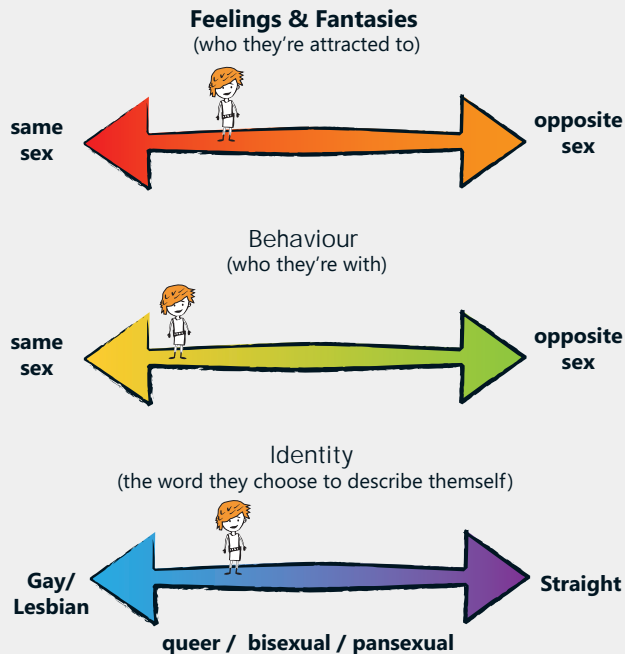 Feelings & Fantasies
(who they're attracted to)
same
sex
opposite
sex
Behaviour
(who they're with)
same
sex
opposite
sex
Identity
(the word they choose to describe themself)
Gay/
Lesbian
Straight
queer / bisexual / pansexual